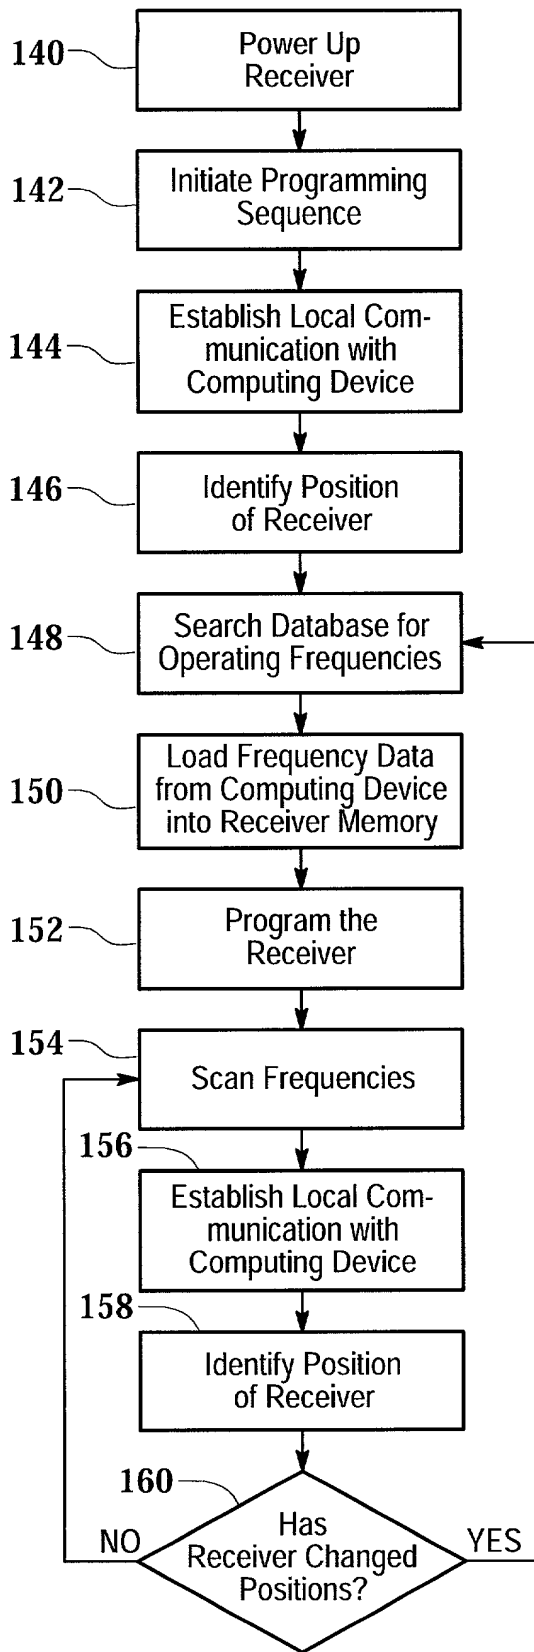 140
Power Up
Receiver
142
Initiate Programming
Sequence
144
Establish Local Com-
munication with
Computing Device
146
Identify Position
of Receiver
148
Search Database for
Operating Frequencies
150
Load Frequency Data
from Computing Device
into Receiver Memory
152
Program the
Receiver
154
Scan Frequencies
156
Establish Local Com-
munication with
Computing Device
158
Identify Position
of Receiver
160
Has
Receiver Changed
Positions?
NO
YES